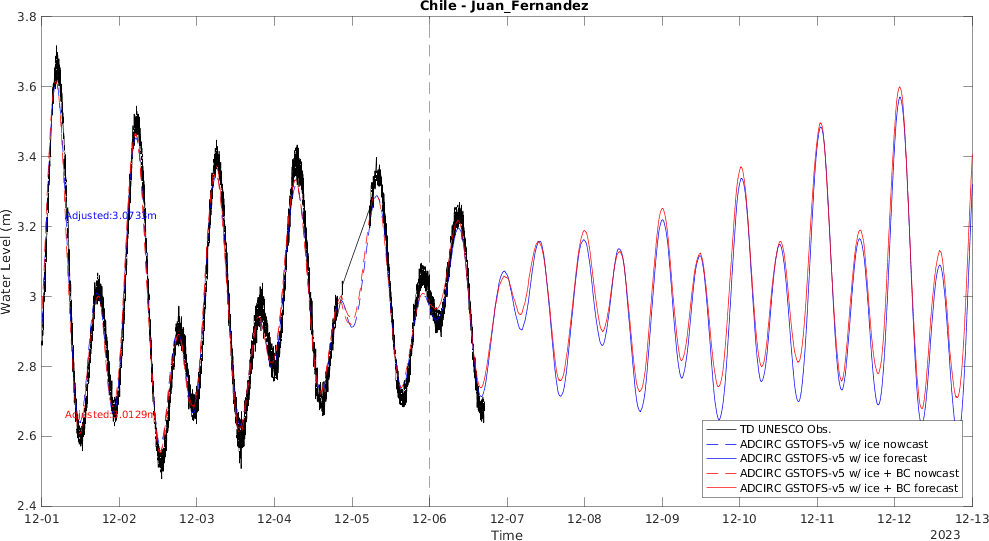 Chile - Juan_Fernandez
3.8
3.6
3.4
3.2
3
2.8
2.6
2.4
Water Level (m)
Adjusted:3.0733m
Adjusted:3.0129m
TD UNESCO Obs.
ADCIRC GSTOFS-v5 w/ ice nowcast
ADCIRC GSTOFS-v5 w/ ice forecast
ADCIRC GSTOFS-v5 w/ ice + BC nowcast
ADCIRC GSTOFS-v5 w/ ice + BC forecast
12-01 12-02 12-03 12-04 12-05 12-06 12-07 12-08 12-09 12-10 12-11 12-12 12-13
Time
2023